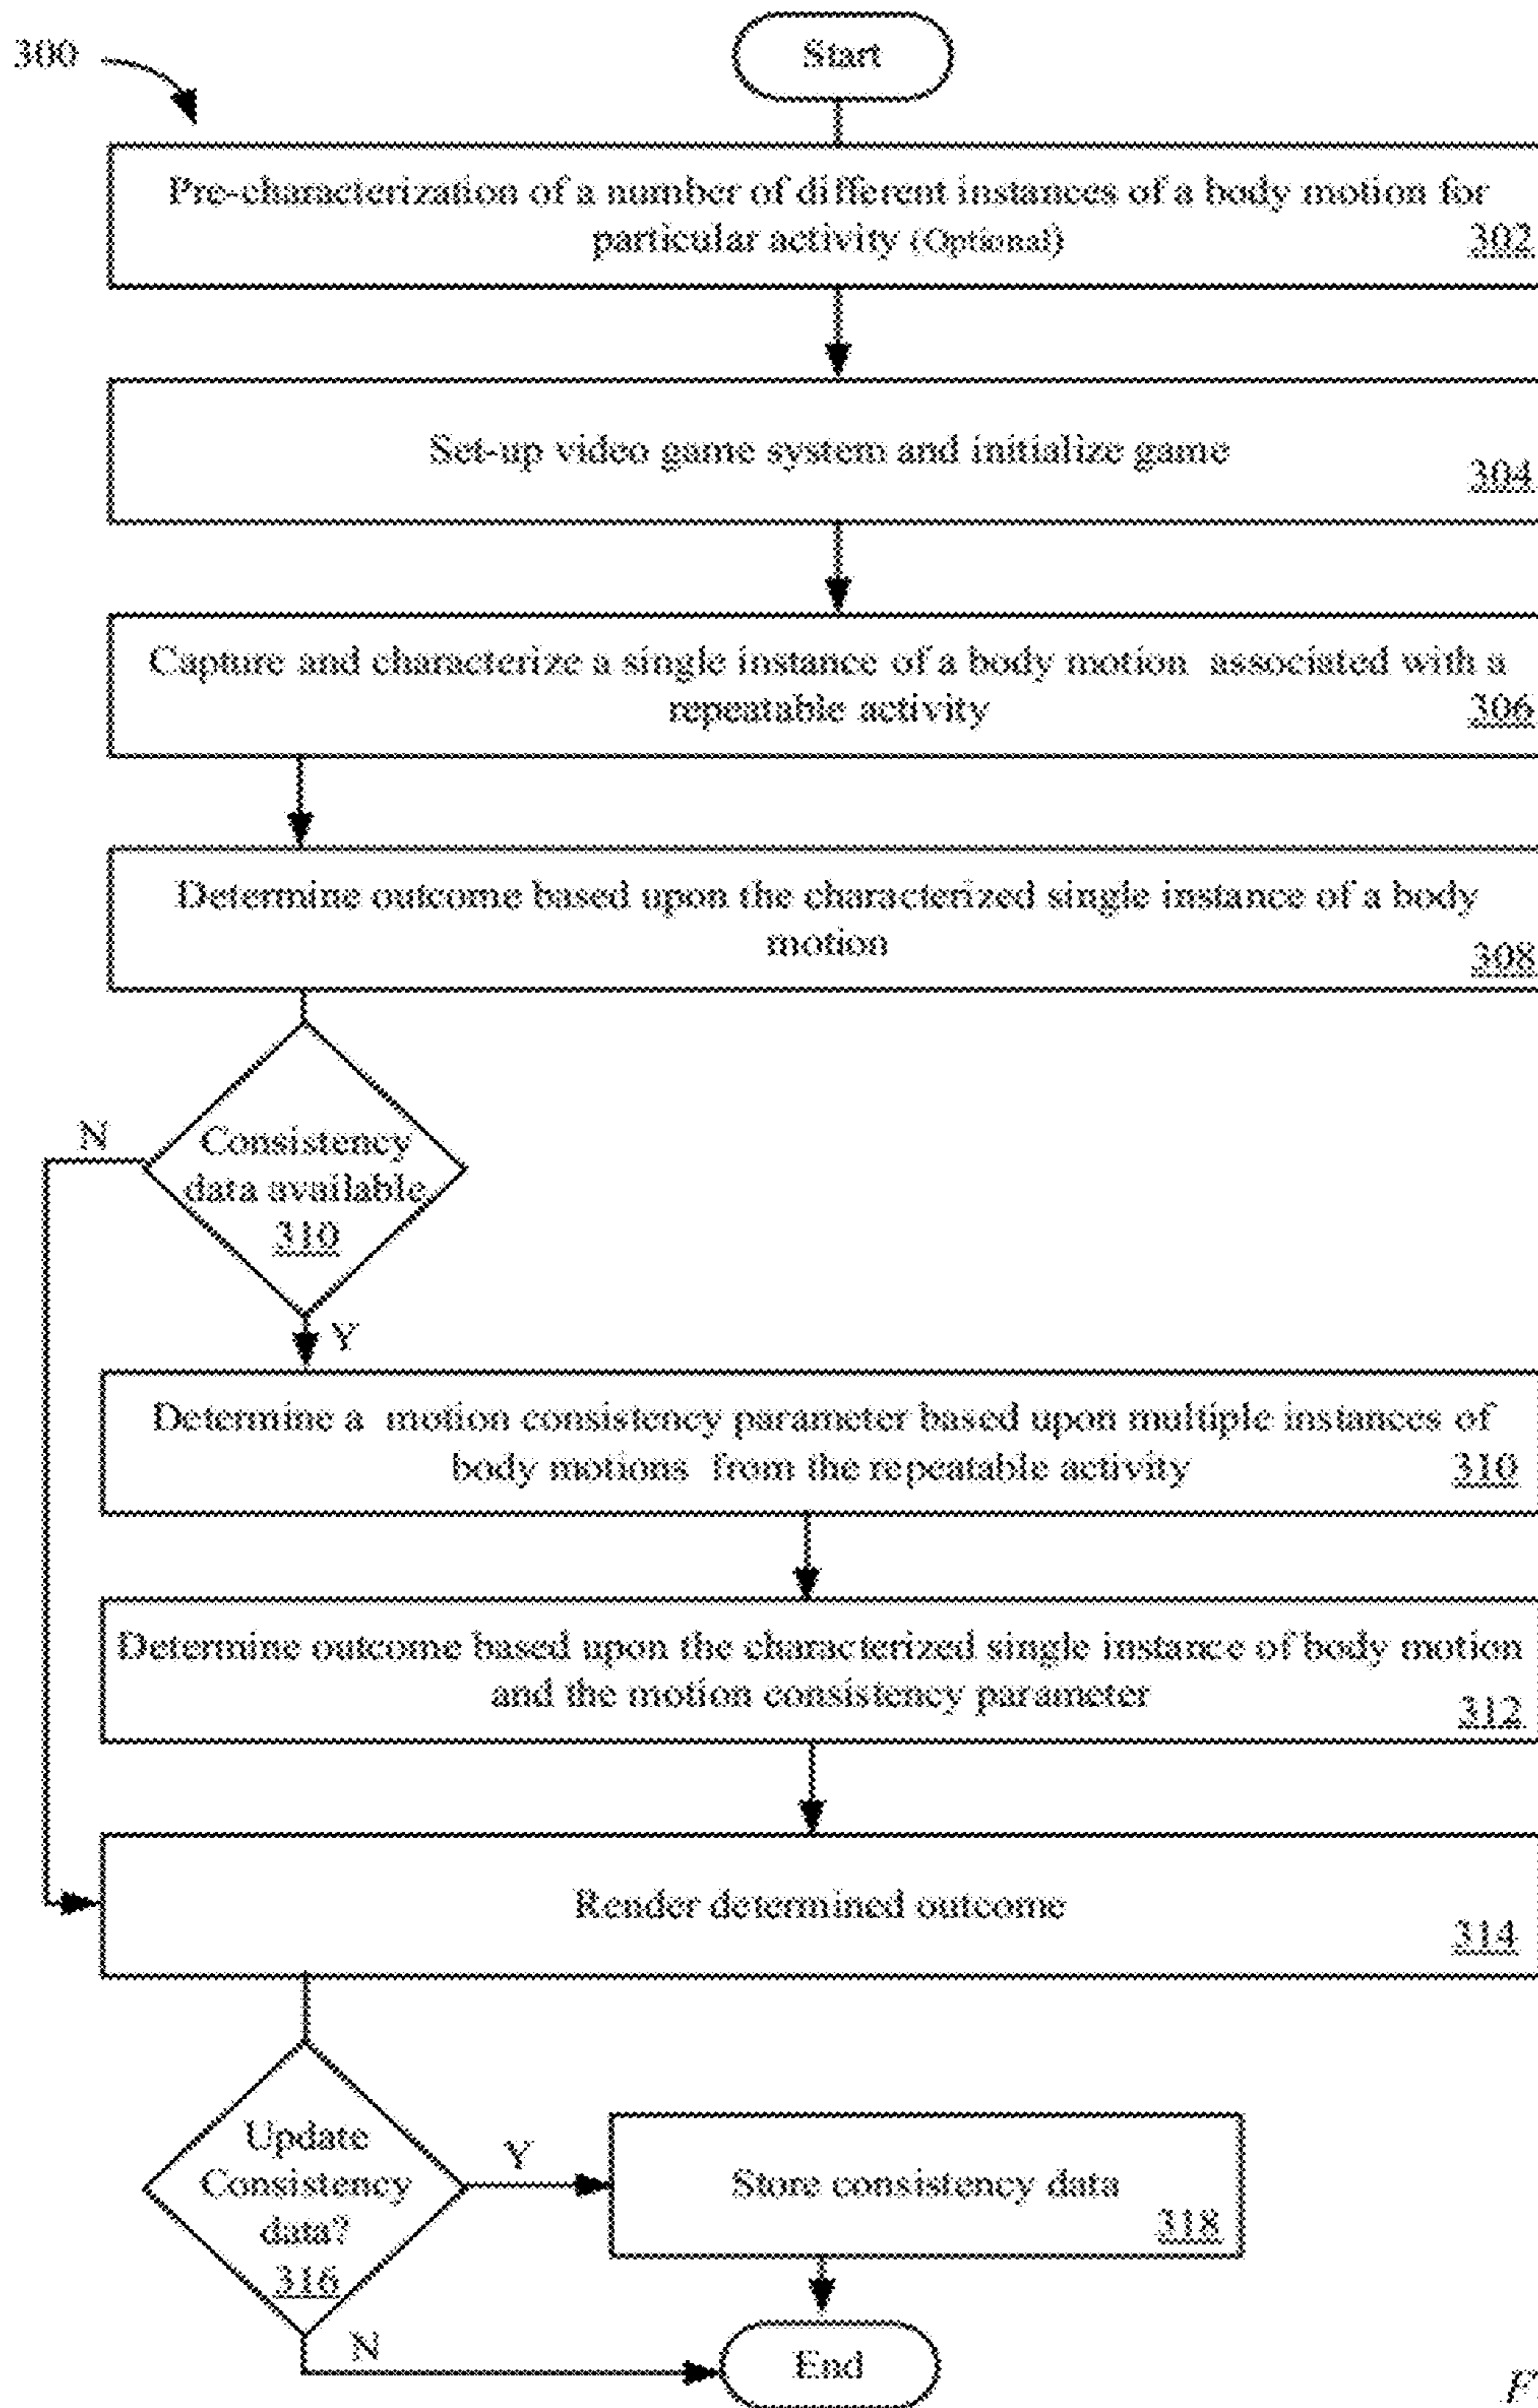 300
Start
Pre-characterization of a number of different instances of a body motion for
particular activity (Optional)
302
Set-up video game system and initialize game
304
Capture and characterize a single instance of a body motion associated with a
repeatable activity
306
Determine outcome based upon the characterized single instance of a body
motion
308
N
Consistency
data available
310
Y
Determine a motion consistency parameter based upon multiple instances of
body motions from the repeatable activity
310
Determine outcome based upon the characterized single instance of body motion
and the motion consistency parameter
312
Render determined outcome
314
Update
Consistency
data?
316
Y
Store consistency data
318
N
End